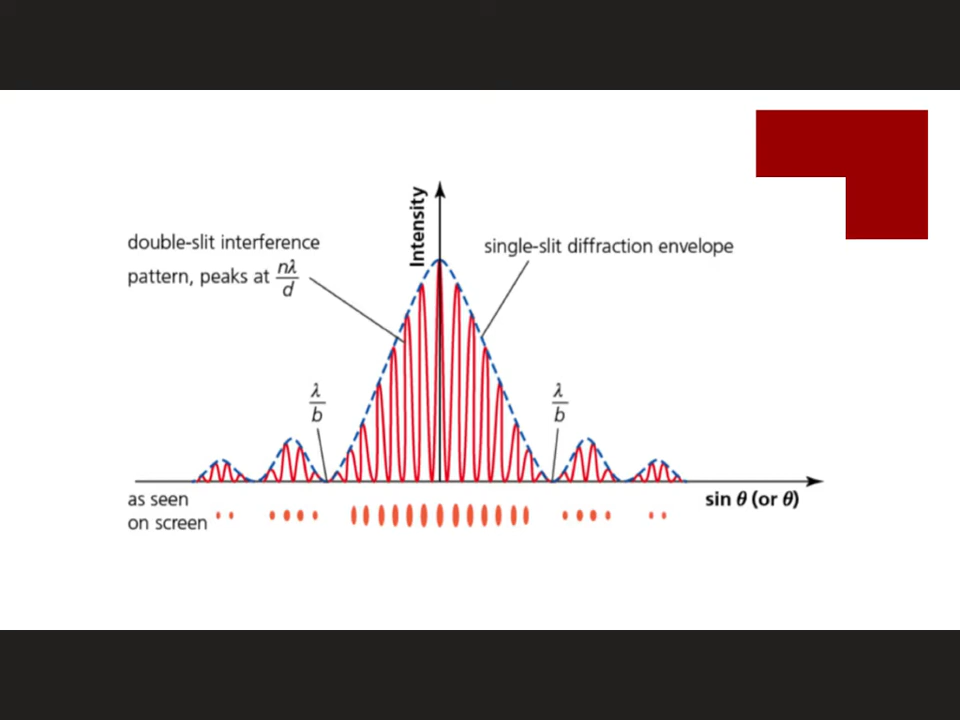 Intensity
double-slit interference
pattern, peaks at nλ/d
single-slit diffraction envelope
λ/b
λ/b
as seen
on screen
sin θ (or θ)